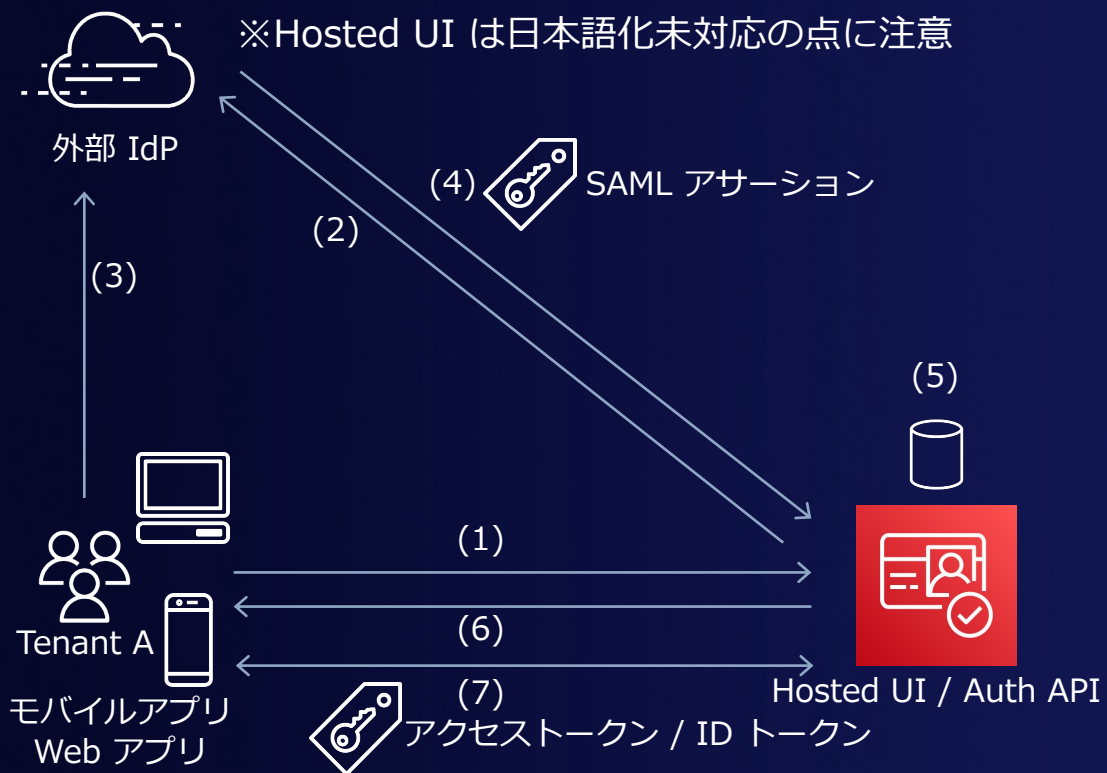 ※Hosted UI は日本語化未対応の点に注意
外部 IdP
(4)
SAML アサーション
(2)
(3)
(5)
(1)
(6)
Tenant A
(7)
Hosted UI / Auth API
モバイルアプリ
Web アプリ
アクセストークン / ID トークン